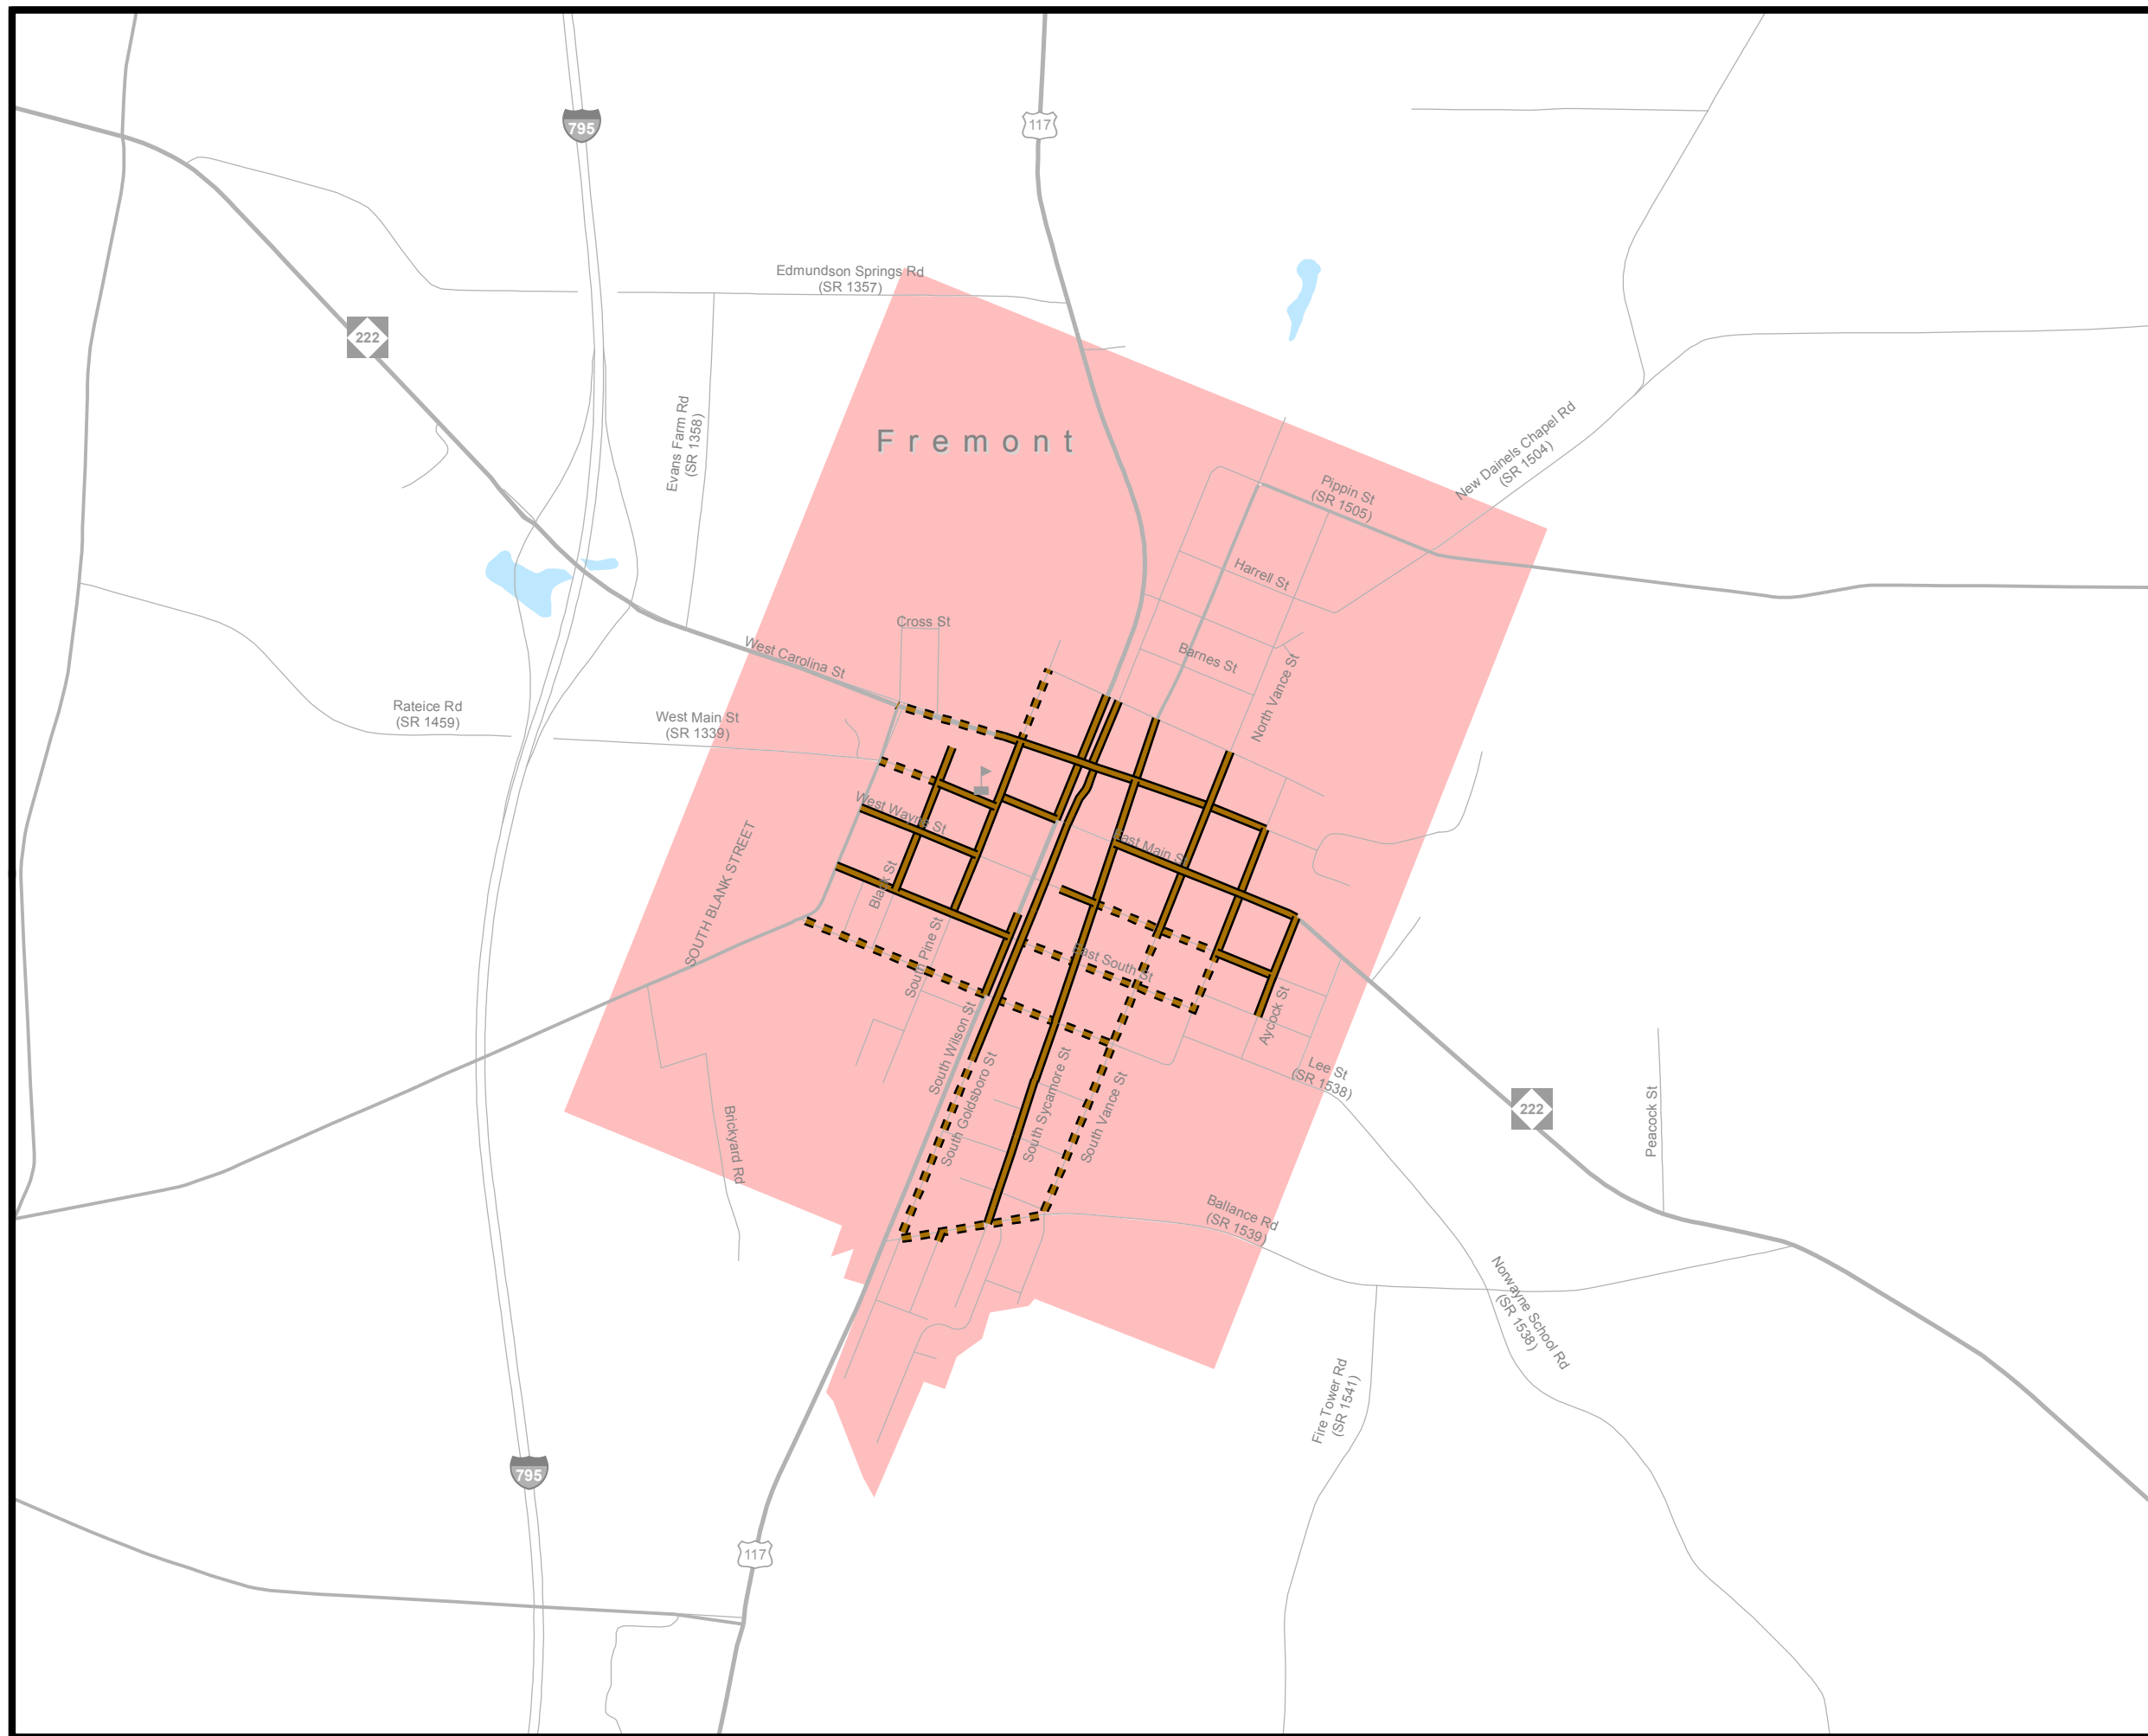 795
117
Edmundson Springs Rd
(SR 1357)
222
Evans Farm Rd
(SR 1358)
Fremont
New Dainels Chapel Rd
(SR 1504)
Pippin St
(SR 1505)
Harrell St
Cross St
West Carolina St
Barnes St
North Vance St
Rateice Rd
(SR 1459)
West Main St
(SR 1339)
West Wayne St
East Main St
SOUTH BLANK STREET
Black St
South Pine St
East South St
Aycock St
South Wilson St
South Goldsboro St
South Sycamore St
South Vance St
Lee St
(SR 1538)
222
Peacock St
Brickyard Rd
Ballance Rd
(SR 1539)
Norwayne School Rd
(SR 1538)
Fire Tower Rd
(SR 1541)
795
117